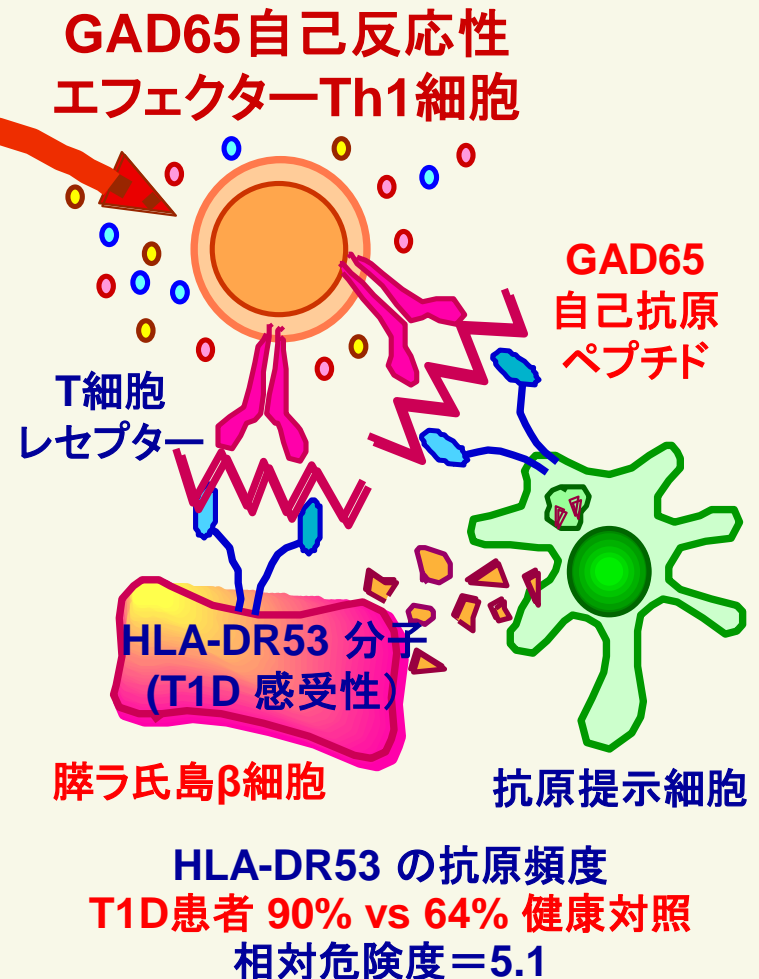 GAD65自己反応性
エフェクターTh1細胞
GAD65
自己抗原
ペプチド
T細胞
レセプター
HLA-DR53 分子
(T1D 感受性）
膵ラ氏島β細胞
抗原提示細胞
HLA-DR53 の抗原頻度
T1D患者 90% vs 64% 健康対照
相対危険度＝5.1